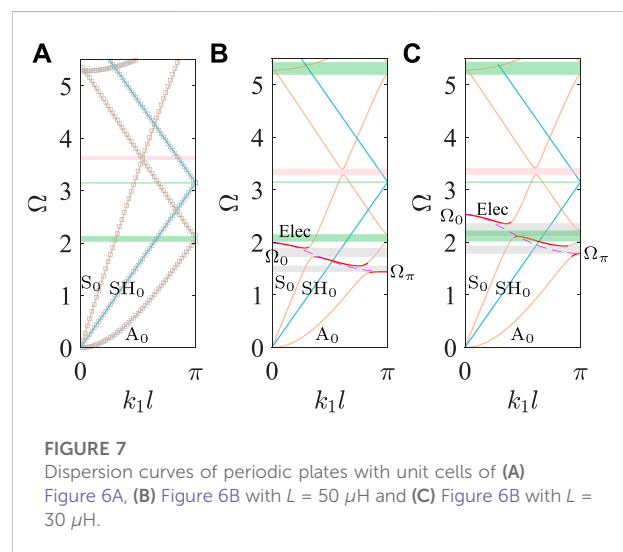 A
B
C
5
4
3
2
1
0
Ω
S₀
SH₀
A₀
0
π
k₁l
5
4
3
2
1
0
Ω₀
Elec
S₀
SH₀
A₀
Ω_π
0
π
k₁l
5
4
3
2
1
0
Ω
Ω₀
Elec
S₀
SH₀
A₀
Ω_π
0
π
k₁l
FIGURE 7
Dispersion curves of periodic plates with unit cells of (A)
Figure 6A, (B) Figure 6B with L = 50 μH and (C) Figure 6B with L =
30 μH.